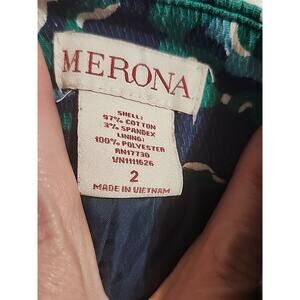 MERONA
SHELL:
97% COTTON
3% SPANDEX
LINING:
100% POLYESTER
RN17730
VN1111626
2
MADE IN VIETNAM